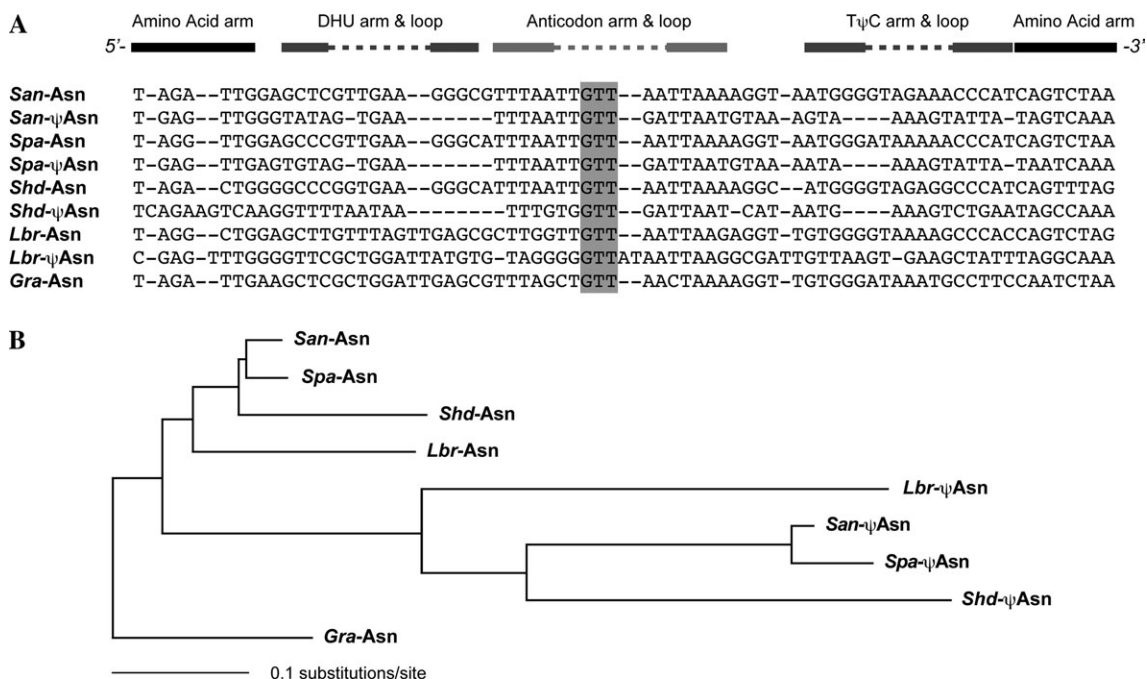 A
Amino Acid arm DHU arm & loop Anticodon arm & loop TψC arm & loop Amino Acid arm
5'- -3'
San-Asn T-AGA--TTGGAGCTCGTTGAA--GGGCGTTTAATTGTT--AATTAAAAGGT-AATGGGGTAGAAACCCATCAGTCTAA
San-ψAsn T-GAG-TTGGGTATAG-TGAA-------TTTAATTGTT--GATTAATGTAA-AGTA----AAAGTATTA-TAGTCAAA
Spa-Asn T-AGG--TTGGAGCCCGTTGAA--GGGCATTTAATTGTT--AATTAAAAGGT-AATGGGATAAAAACCCATCAGTCTAA
Spa-ψAsn T-GAG-TTGAGTGTAG-TGAA-------TTTAATTGTT--GATTAATGTAA-AATA----AAAGTATTA-TAATCAAA
Shd-Asn T-AGA--CTGGGGCCCGGTGAA--GGGCATTTAATTGTT--AATTAAAAGGC--ATGGGGTAGAGGCCCATCAGTTTAG
Shd-ψAsn TCAGAAGTCAAGGTTTTAATAA--------TTTGTGGTT--GATTAAT-CAT-AATG----AAAGTCTGAATAGCCAAA
Lbr-Asn T-AGG--CTGGAGCTTGTTTAGTTGAGCGCTTGGTTGTT--AATTAAGAGGT-TGTGGGGTAAAAGCCCACCAGTCTAG
Lbr-ψAsn C-GAG-TTTGGGGTTCGCTGGATTATGTG-TAGGGGGTTATAATTAAGGCGATTGTTAAGT-GAAGCTATTTAGGCAAA
Gra-Asn T-AGA--TTGAAGCTCGCTGGATTGAGCGTTTAGCTGTT--AACTAAAAGGT-TGTGGGATAAATGCCTTCCAATCTAA
B
San-Asn
Spa-Asn
Shd-Asn
Lbr-Asn
Lbr-ψAsn
San-ψAsn
Spa-ψAsn
Shd-ψAsn
Gra-Asn
0.1 substitutions/site